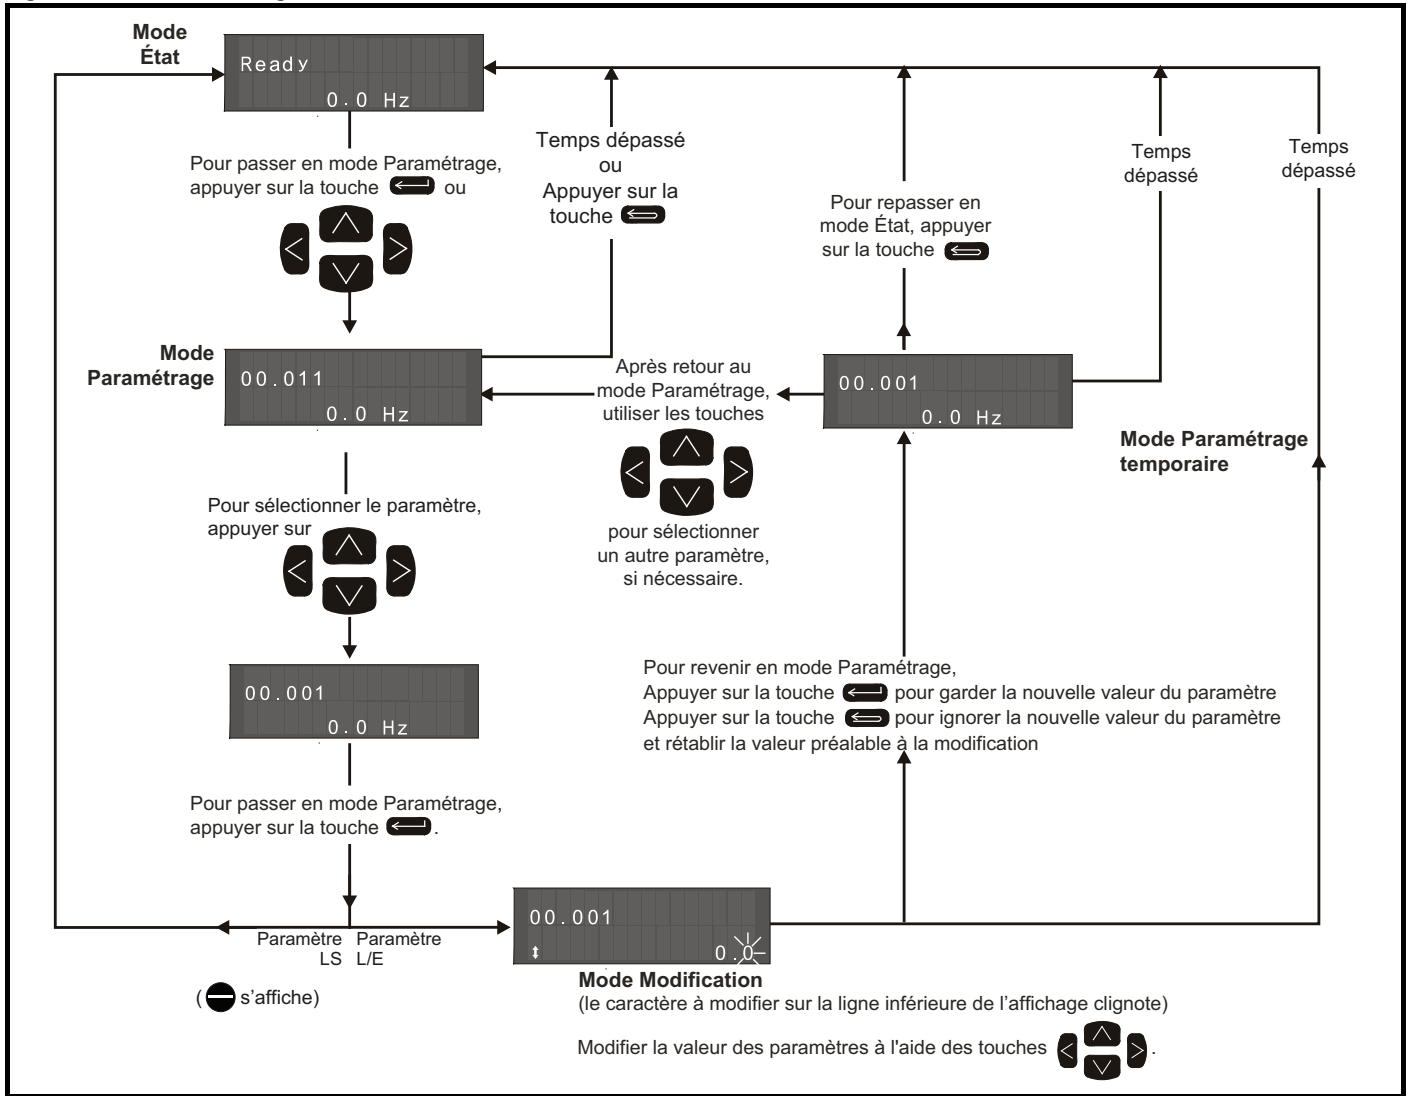 Mode
État
Ready
0.0 Hz
Pour passer en mode Paramétrage,
appuyer sur la touche ou
Temps dépassé
ou
Appuyer sur la
touche
Pour repasser en
mode État, appuyer
sur la touche
Temps
dépassé
Temps
dépassé
Mode
Paramétrage
00.011
0.0 Hz
Après retour au
mode Paramétrage,
utiliser les touches
pour sélectionner
un autre paramètre,
si nécessaire.
00.001
0.0 Hz
Mode Paramétrage
temporaire
Pour sélectionner le paramètre,
appuyer sur
00.001
0.0 Hz
Pour revenir en mode Paramétrage,
Appuyer sur la touche pour garder la nouvelle valeur du paramètre
Appuyer sur la touche pour ignorer la nouvelle valeur du paramètre
et rétablir la valeur préalable à la modification
Pour passer en mode Paramétrage,
appuyer sur la touche .
Paramètre
LS
Paramètre
L/E
( s'affiche)
00.001
0.0
Mode Modification
(le caractère à modifier sur la ligne inférieure de l'affichage clignote)
Modifier la valeur des paramètres à l'aide des touches .